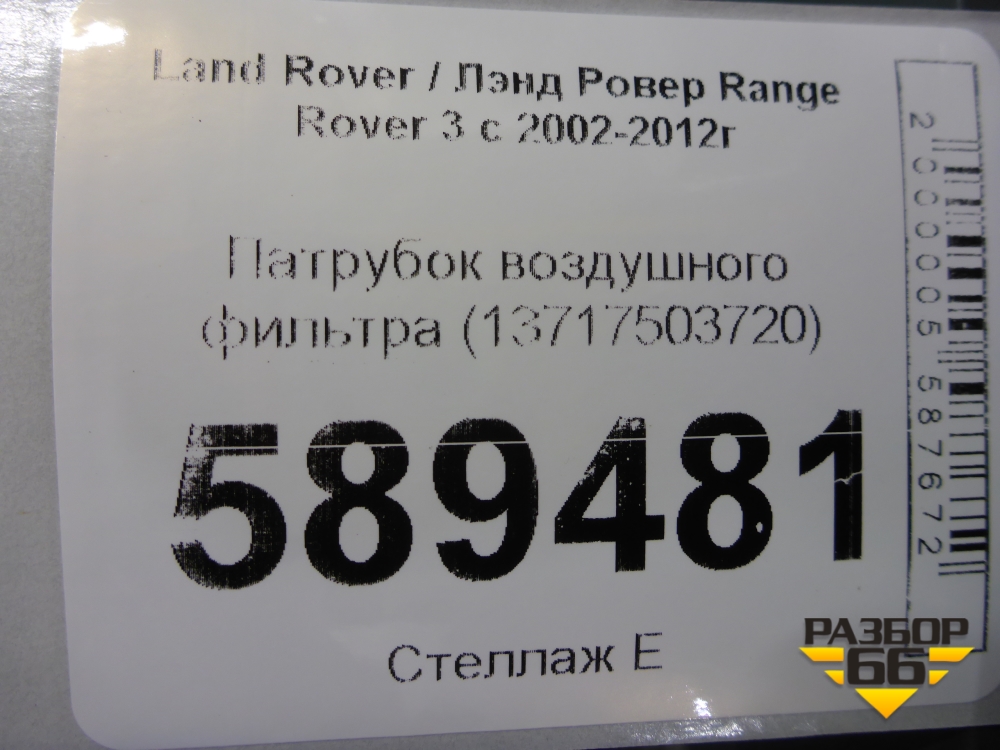 Land Rover / Лэнд Ровер Range
Rover 3 с 2002-2012г
Патрубок воздушного
фильтра (13717503720)
589481
Стеллаж Е
2000005587672
РАЗБОР
66